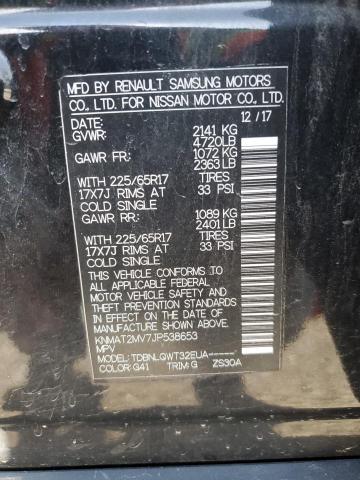 MFD BY RENAULT SAMSUNG MOTORS
CO., LTD. FOR NISSAN MOTOR CO., LTD.
DATE: 12 /17
GVWR: 2141 KG
4720LB
GAWR FR: 1072 KG
2363 LB
WITH 225/65R17 TIRES
17X7J RIMS AT 33 PSI
COLD SINGLE
GAWR RR: 1089 KG
2401 LB
WITH 225/65R17 TIRES
17X7J RIMS AT 33 PSI
COLD SINGLE
THIS VEHICLE CONFORMS TO
ALL APPLICABLE FEDERAL
MOTOR VEHICLE SAFETY AND
THEFT PREVENTION STANDARDS
IN EFFECT ON THE DATE OF
MANUFACTURE SHOWN ABOVE.
KNMAT2MV7JP538653
MPV
MODEL: TDBNLQWT32EUA-----
COLOR: G41 TRIM: G ZS30A